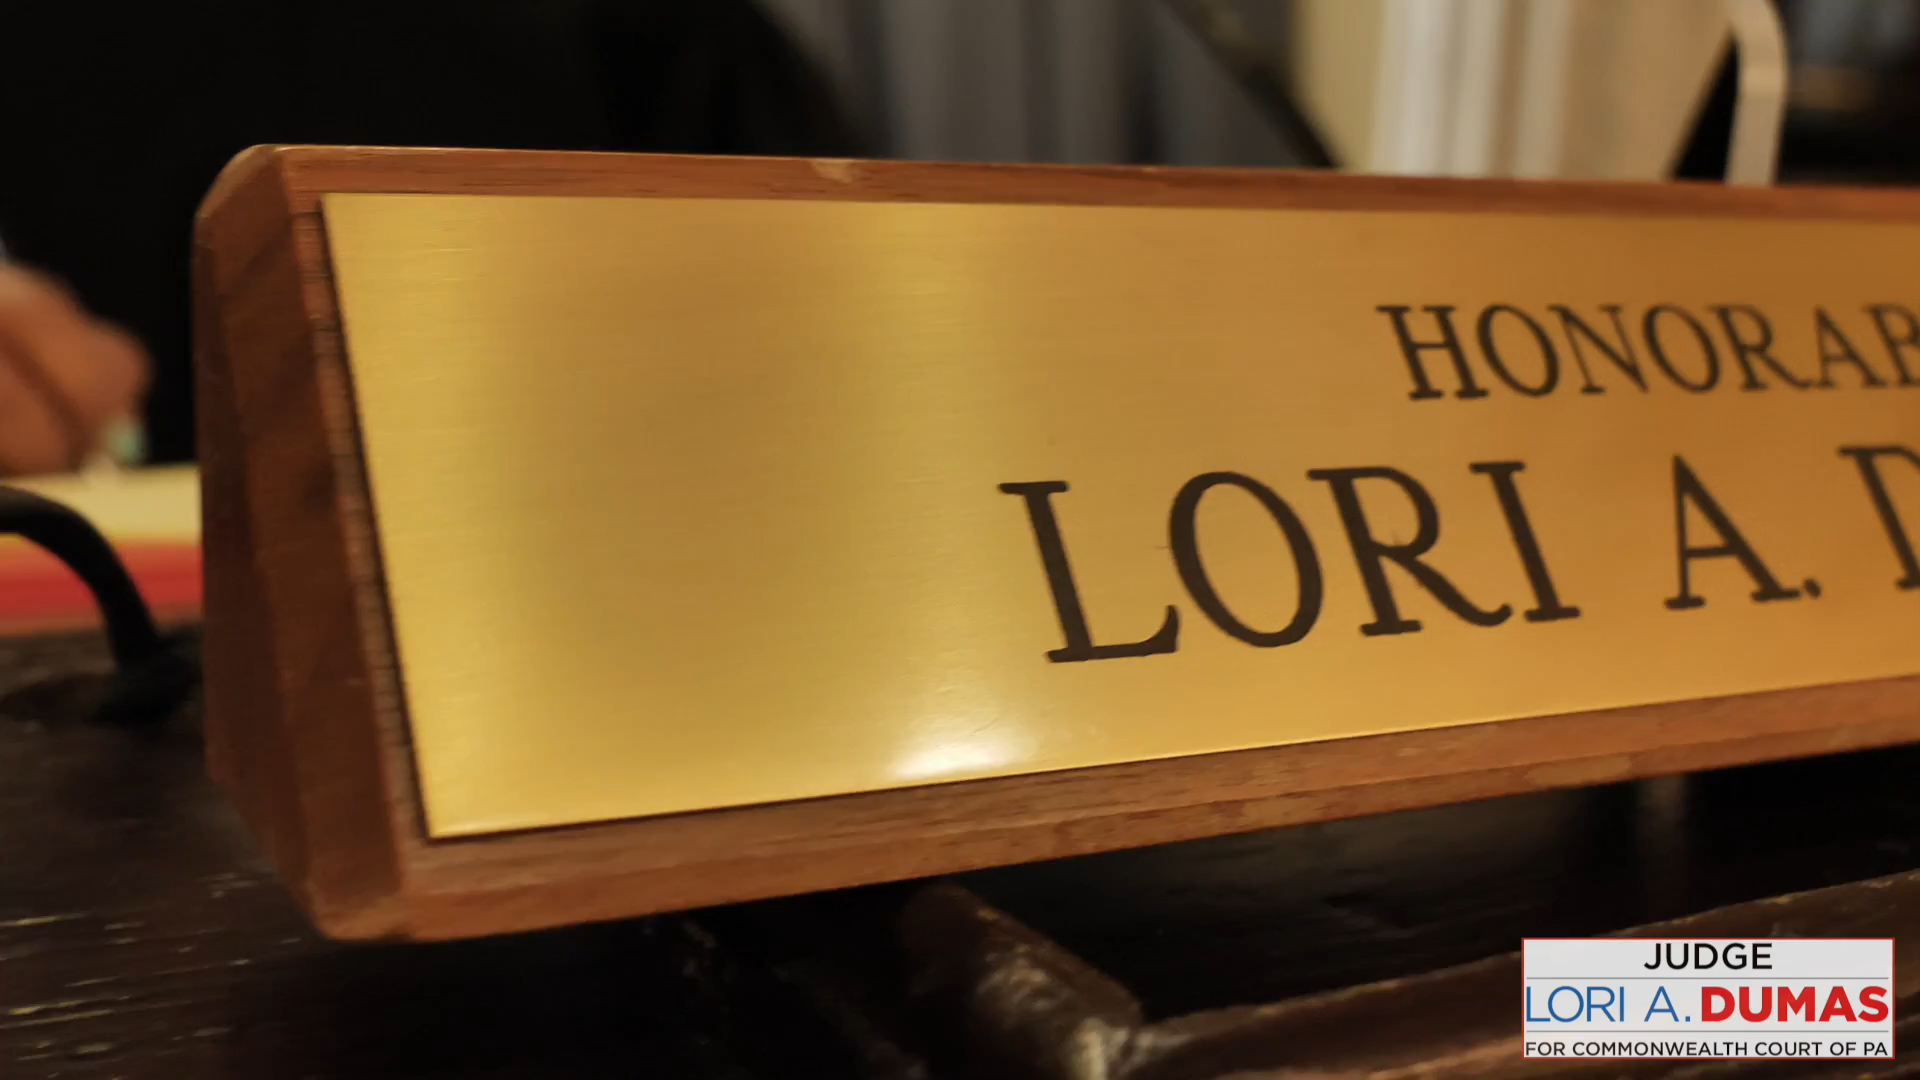 HONORAB
LORI A. D
JUDGE
LORI A. DUMAS
FOR COMMONWEALTH COURT OF PA